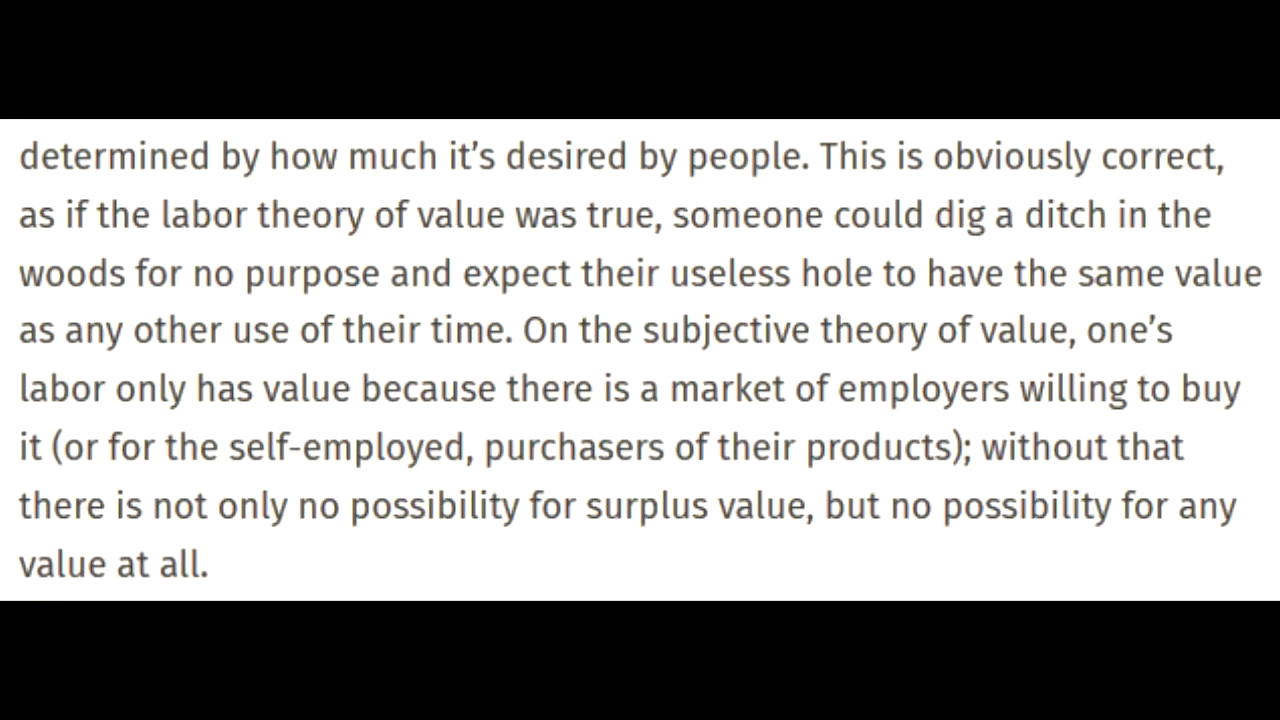 determined by how much it’s desired by people. This is obviously correct,
as if the labor theory of value was true, someone could dig a ditch in the
woods for no purpose and expect their useless hole to have the same value
as any other use of their time. On the subjective theory of value, one’s
labor only has value because there is a market of employers willing to buy
it (or for the self-employed, purchasers of their products); without that
there is not only no possibility for surplus value, but no possibility for any
value at all.